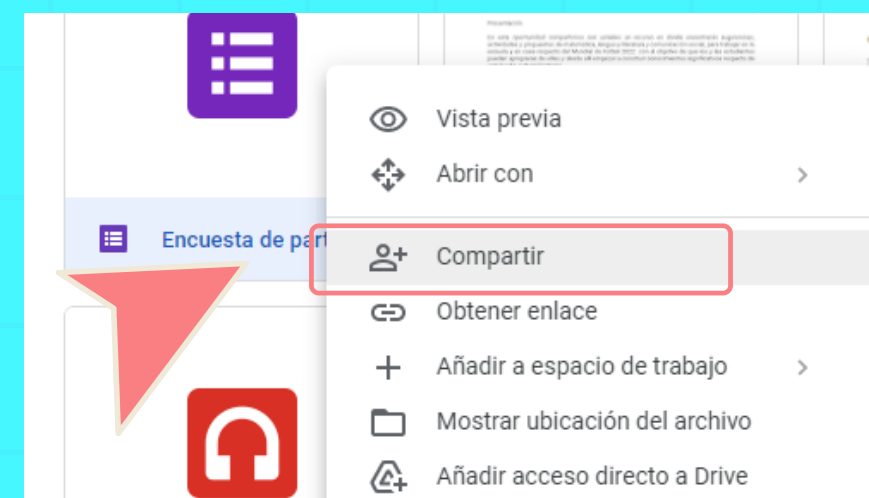 Presentación
Vista previa
Abrir con
Encuesta de part
Compartir
Obtener enlace
Añadir a espacio de trabajo
Mostrar ubicación del archivo
Añadir acceso directo a Drive